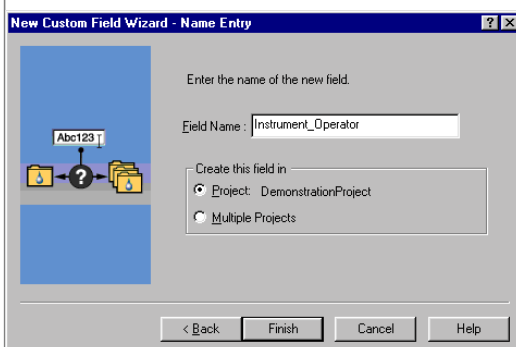 New Custom Field Wizard - Name Entry
Enter the name of the new field.
Abc123
Field Name : Instrument_Operator
Create this field in
Project: DemonstrationProject
Multiple Projects
< Back Finish Cancel Help